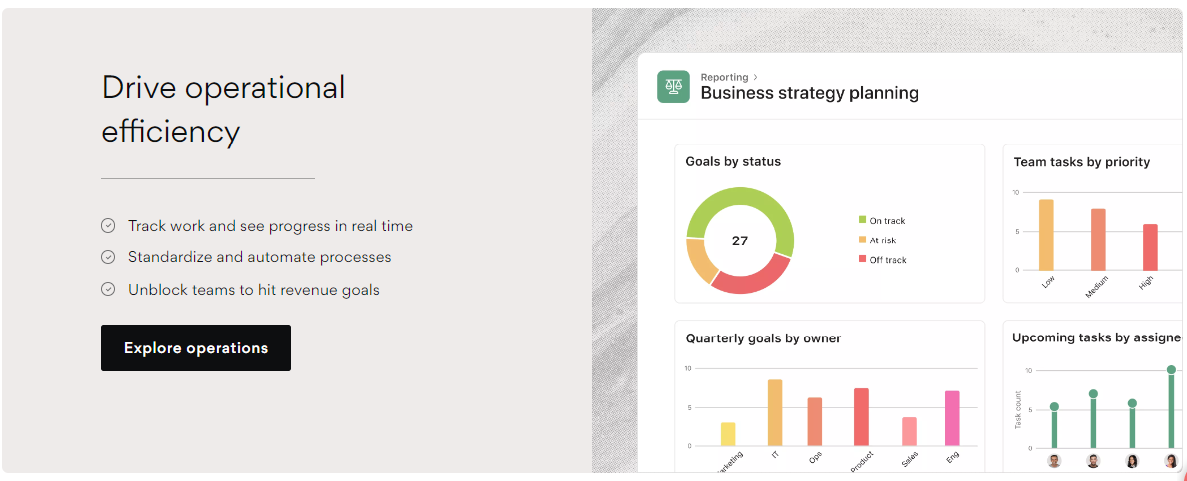 Drive operational
efficiency
Track work and see progress in real time
Standardize and automate processes
Unblock teams to hit revenue goals
Explore operations
Reporting >
Business strategy planning
Goals by status
27
On track
At risk
Off track
Team tasks by priority
10
5
0
Low
Medium
High
Quarterly goals by owner
10
5
0
rketing
IT
Ops
Product
Sales
Eng
Upcoming tasks by assigne
Task count
10
5
0